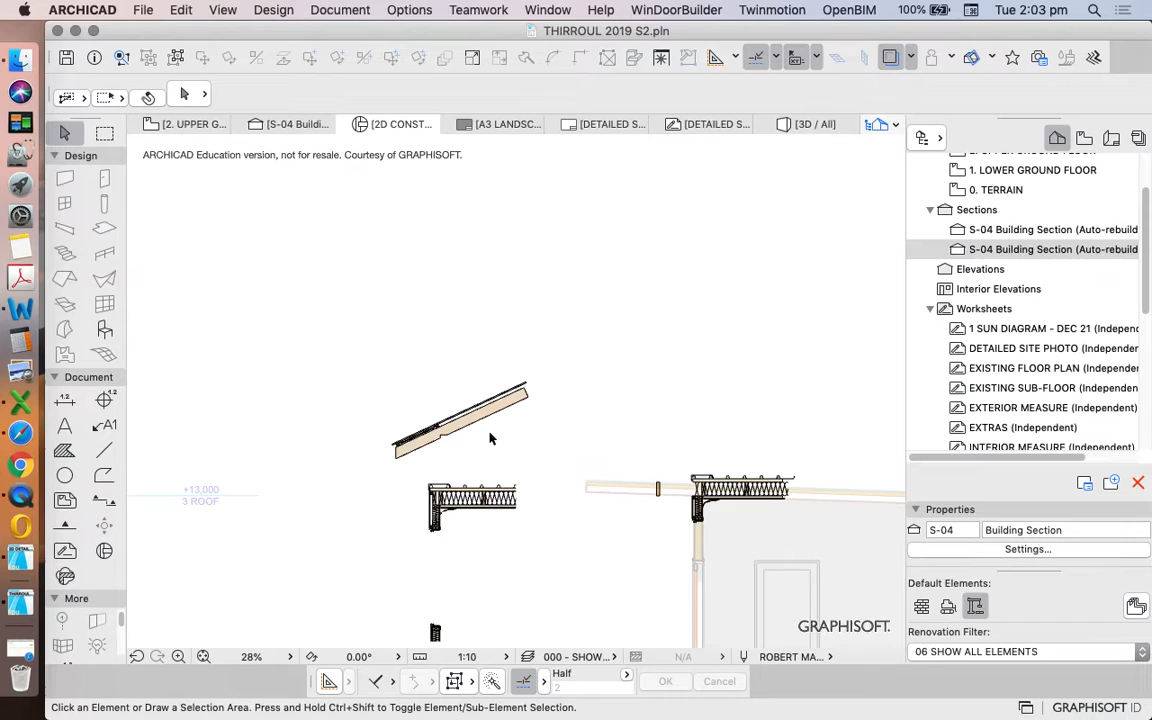 ARCHICAD File Edit View Design Document Options Teamwork Window Help WinDoorBuilder Twinmotion OpenBIM 100% Tue 2:03 pm
THIRROUL 2019 S2.pln
[2. UPPER G... [S-04 Buildi... [2D CONST... [A3 LANDSC... [DETAILED S... [DETAILED S... [3D / All]
ARCHICAD Education version, not for resale. Courtesy of GRAPHISOFT.
Design
Document
More
+13,000
3 ROOF
GRAPHISOFT.
1. LOWER GROUND FLOOR
0. TERRAIN
Sections
S-04 Building Section (Auto-rebuild
S-04 Building Section (Auto-rebuild
Elevations
Interior Elevations
Worksheets
1 SUN DIAGRAM - DEC 21 (Independ
DETAILED SITE PHOTO (Independer
EXISTING FLOOR PLAN (Independer
EXISTING SUB-FLOOR (Independer
EXTERIOR MEASURE (Independer
EXTRAS (Independent)
Properties
S-04 Building Section
Settings...
Default Elements:
Renovation Filter:
06 SHOW ALL ELEMENTS
28% 0.00° 1:10 000 - SHOW... N/A ROBERT MA...
Half
2
OK Cancel
Click an Element or Draw a Selection Area. Press and Hold Ctrl+Shift to Toggle Element/Sub-Element Selection.
GRAPHISOFT ID